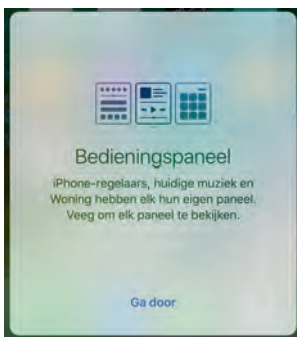 Bedieningspaneel
iPhone-regelaars, huidige muziek en
Woning hebben elk hun eigen paneel.
Veeg om elk paneel te bekijken.
Ga door